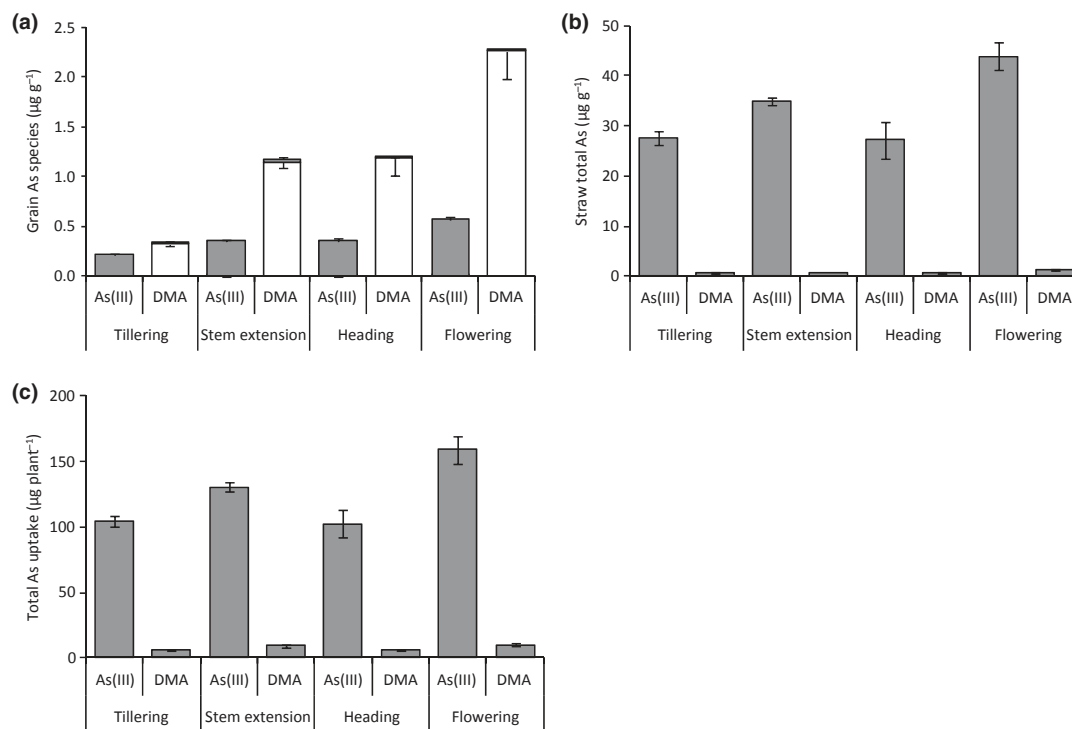 (a)
Grain As species (µg g⁻¹)
2.5
2.0
1.5
1.0
0.5
0.0
As(III) DMA As(III) DMA As(III) DMA As(III) DMA
Tillering Stem extension Heading Flowering
(b)
Straw total As (µg g⁻¹)
50
40
30
20
10
0
As(III) DMA As(III) DMA As(III) DMA As(III) DMA
Tillering Stem extension Heading Flowering
(c)
Total As uptake (µg plant⁻¹)
200
150
100
50
0
As(III) DMA As(III) DMA As(III) DMA As(III) DMA
Tillering Stem extension Heading Flowering